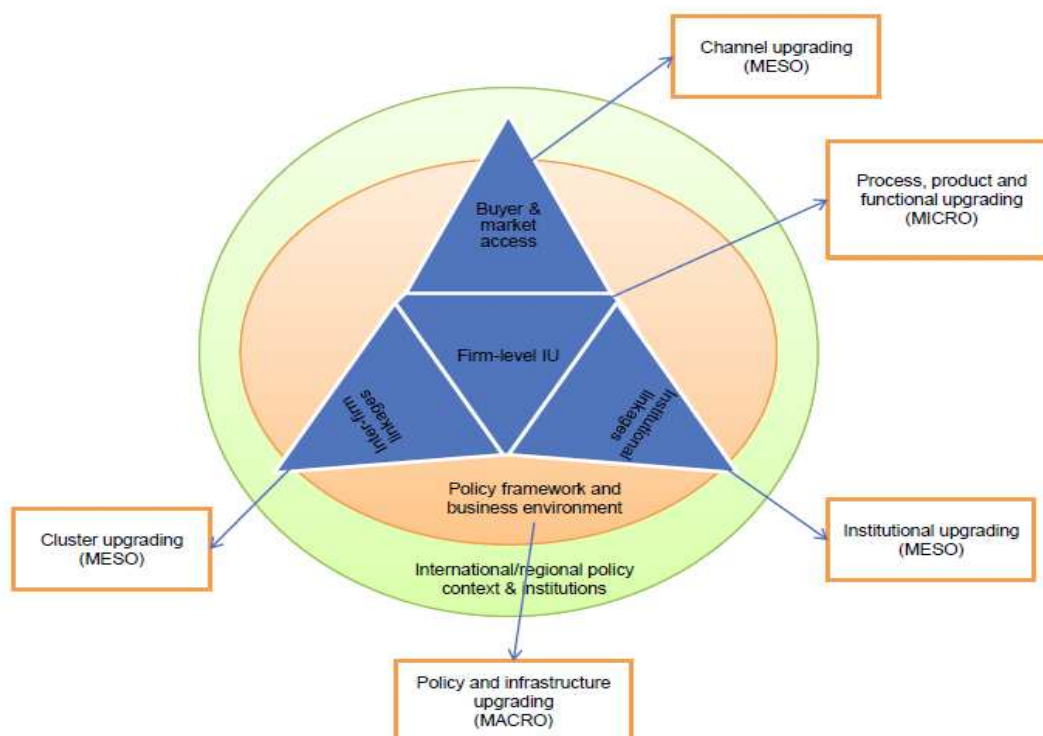 Channel upgrading
(MESO)
Process, product and
functional upgrading
(MICRO)
Buyer &
market
access
Firm-level IU
Inter-firm
linkages
Institutional
linkages
Policy framework and
business environment
Cluster upgrading
(MESO)
Institutional upgrading
(MESO)
International/regional policy
context & institutions
Policy and infrastructure
upgrading
(MACRO)